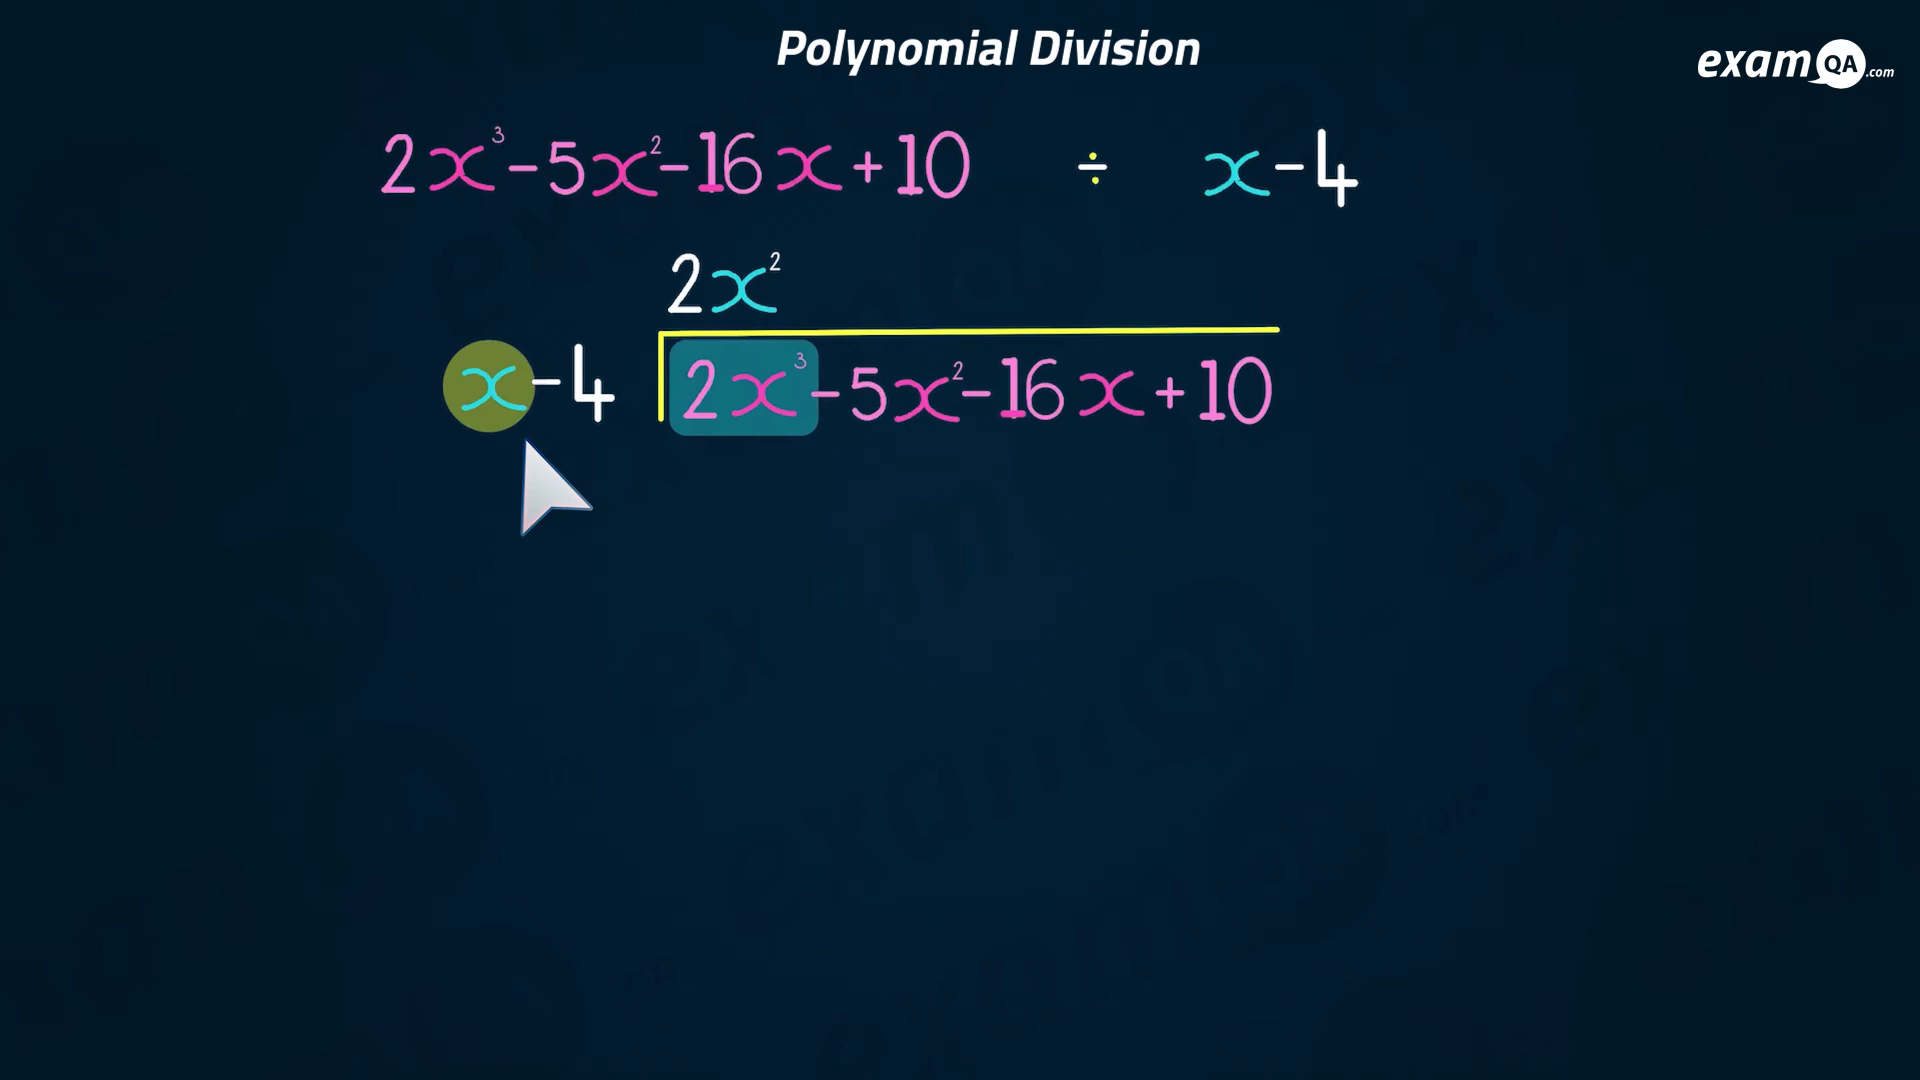 Polynomial Division
examQA.com
2x³-5x²-16x+10 ÷ x-4
2x²
x-4 2x³-5x²-16x+10